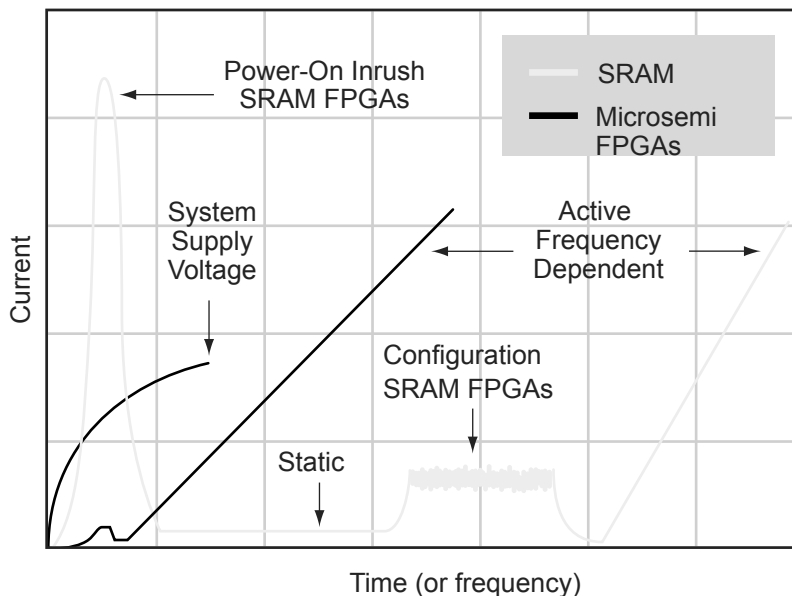 Power-On Inrush
SRAM FPGAs
SRAM
Microsemi
FPGAs
System
Supply
Voltage
Active
Frequency
Dependent
Current
Configuration
SRAM FPGAs
Static
Time (or frequency)